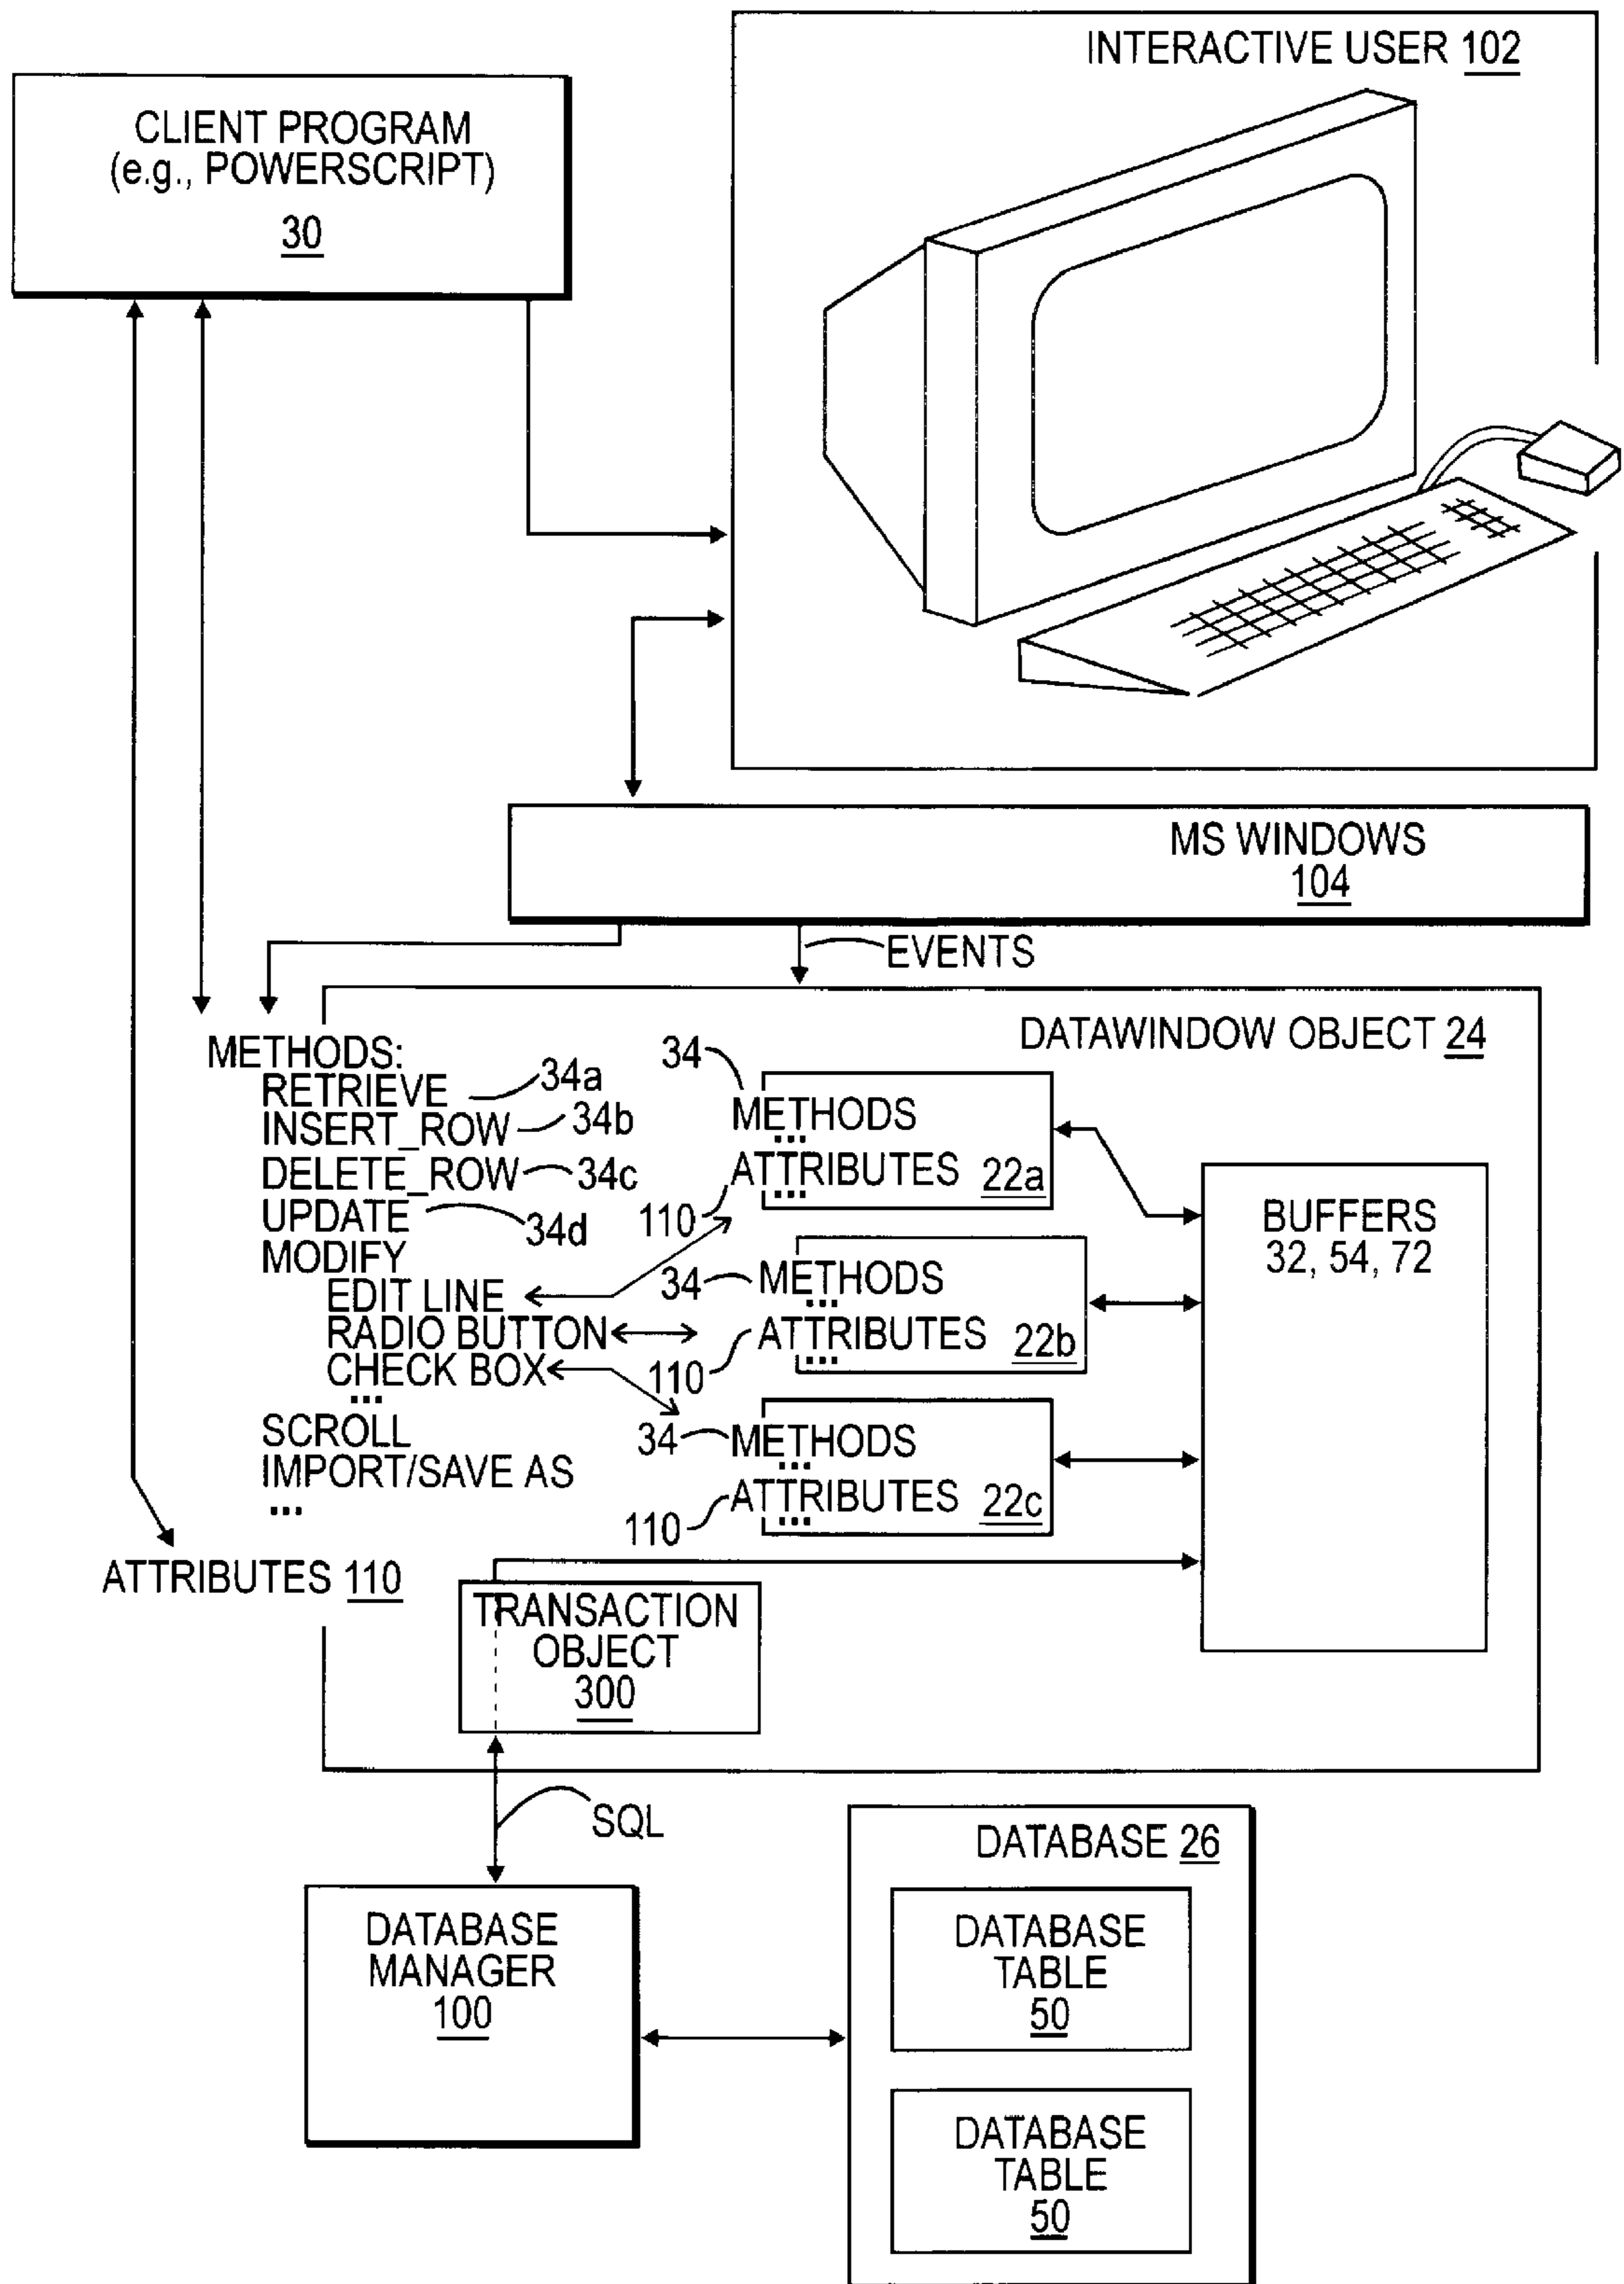 INTERACTIVE USER 102
CLIENT PROGRAM
(e.g., POWERSCRIPT)
30
MS WINDOWS
104
EVENTS
DATAWINDOW OBJECT 24
METHODS:
RETRIEVE 34a
INSERT_ROW 34b
DELETE_ROW 34c
UPDATE 34d
MODIFY
EDIT LINE
RADIO BUTTON
CHECK BOX
...
SCROLL
IMPORT/SAVE AS
...
ATTRIBUTES 110
34
METHODS
...
ATTRIBUTES 22a
...
110
34
METHODS
...
ATTRIBUTES 22b
...
110
34
METHODS
...
ATTRIBUTES 22c
...
110
BUFFERS
32, 54, 72
TRANSACTION
OBJECT
300
SQL
DATABASE
MANAGER
100
DATABASE 26
DATABASE
TABLE
50
DATABASE
TABLE
50